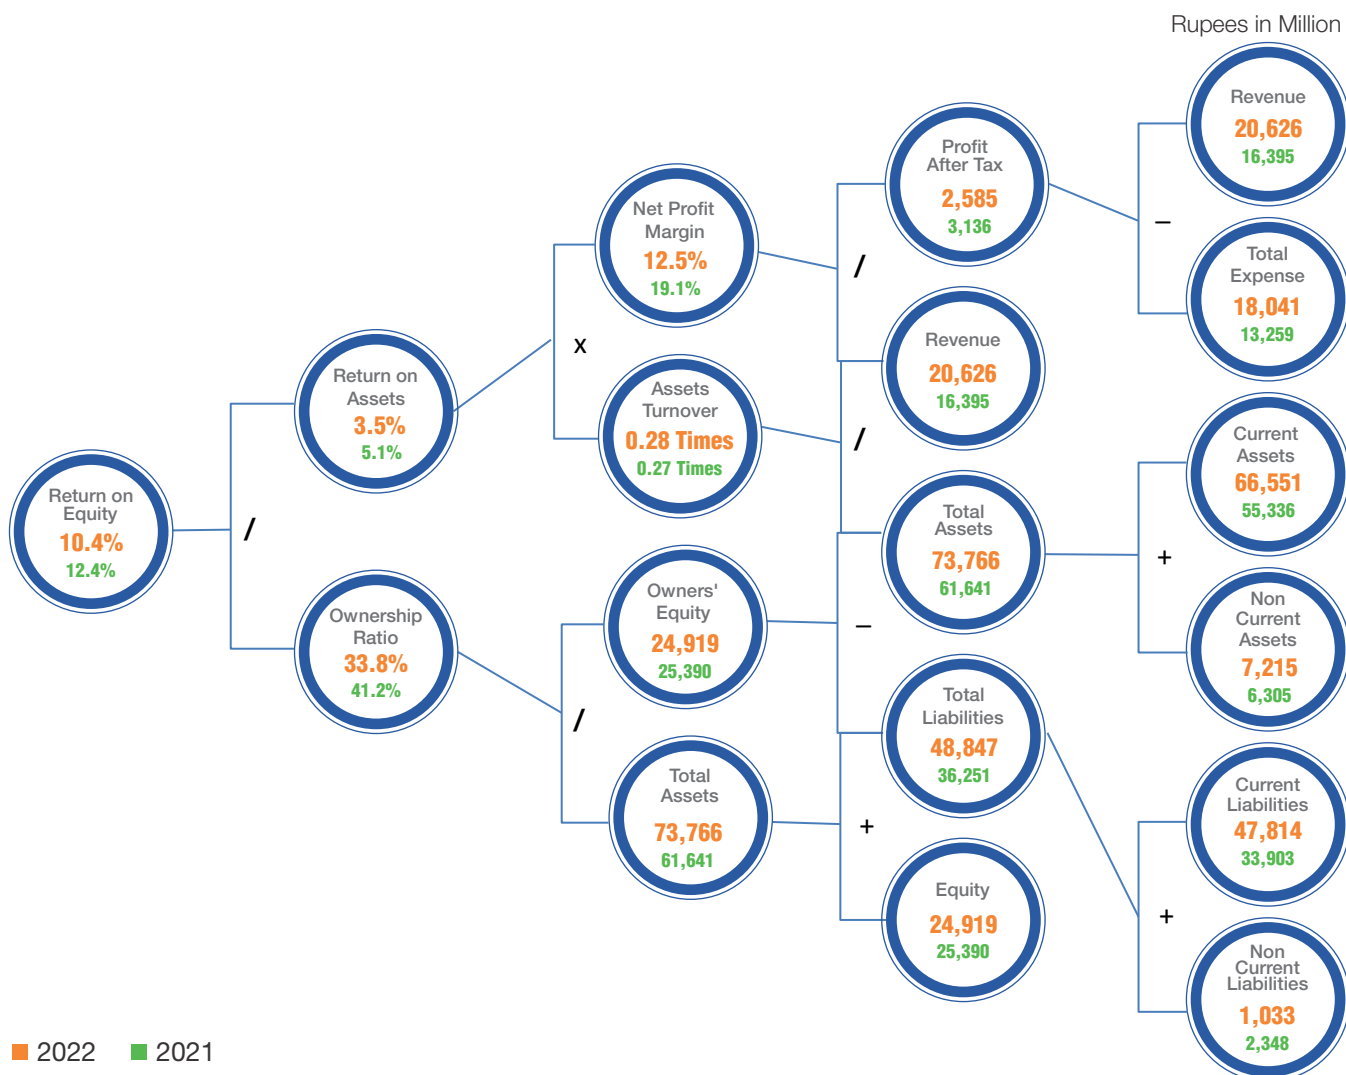 Rupees in Million
Return on
Equity
10.4%
12.4%
/
Return on
Assets
3.5%
5.1%
Ownership
Ratio
33.8%
41.2%
x
/
Net Profit
Margin
12.5%
19.1%
Assets
Turnover
0.28 Times
0.27 Times
Owners'
Equity
24,919
25,390
Total
Assets
73,766
61,641
/
/
–
+
Profit
After Tax
2,585
3,136
Revenue
20,626
16,395
Total
Assets
73,766
61,641
Total
Liabilities
48,847
36,251
Equity
24,919
25,390
–
+
+
Revenue
20,626
16,395
Total
Expense
18,041
13,259
Current
Assets
66,551
55,336
Non
Current
Assets
7,215
6,305
Current
Liabilities
47,814
33,903
Non
Current
Liabilities
1,033
2,348
2022
2021